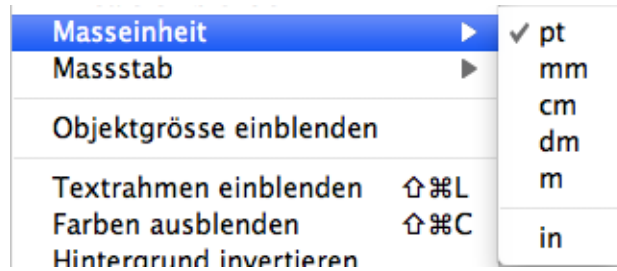 Masseinheit
Massstab
Objektgrösse einblenden
Textrahmen einblenden ⇧⌘L
Farben ausblenden ⇧⌘C
Hintergrund invertieren
✓ pt
mm
cm
dm
m
in